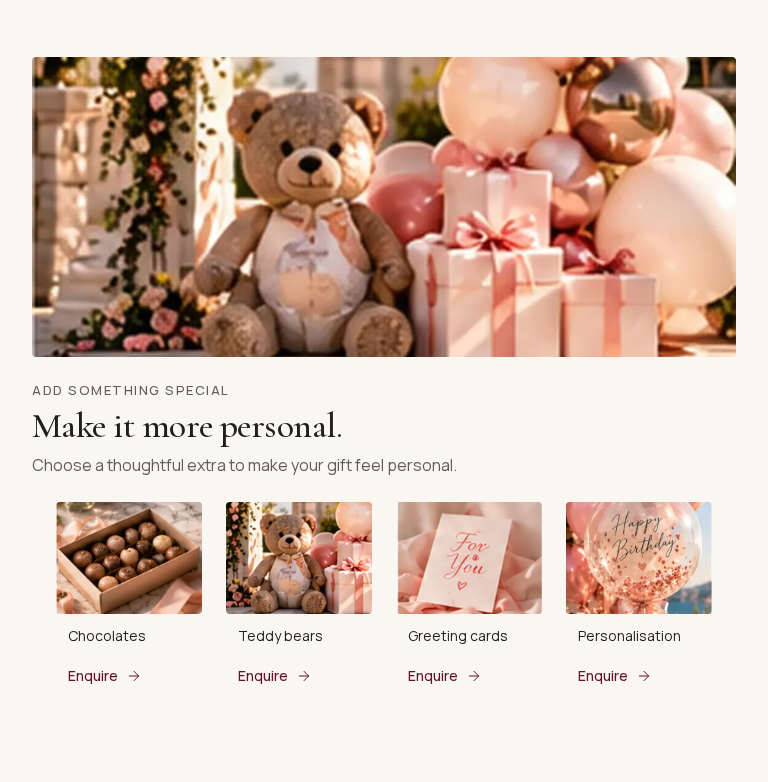 ADD SOMETHING SPECIAL
Make it more personal.
Choose a thoughtful extra to make your gift feel personal.
For
You
Happy
Birthday
Chocolates
Teddy bears
Greeting cards
Personalisation
Enquire
Enquire
Enquire
Enquire